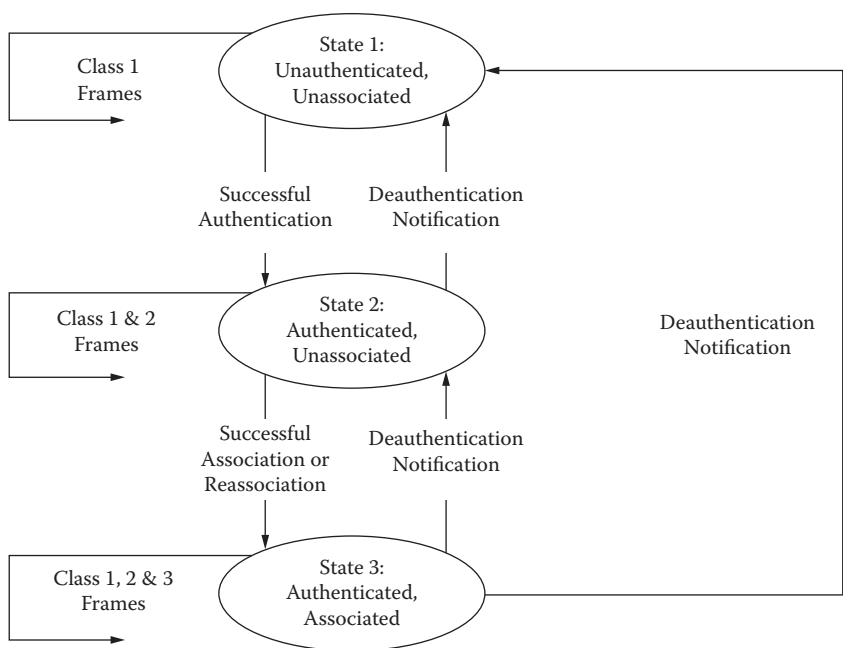 State 1:
Unauthenticated,
Unassociated
Class 1
Frames
Successful
Authentication
Deauthentication
Notification
State 2:
Authenticated,
Unassociated
Class 1 & 2
Frames
Deauthentication
Notification
Successful
Association or
Reassociation
Deauthentication
Notification
State 3:
Authenticated,
Associated
Class 1, 2 & 3
Frames